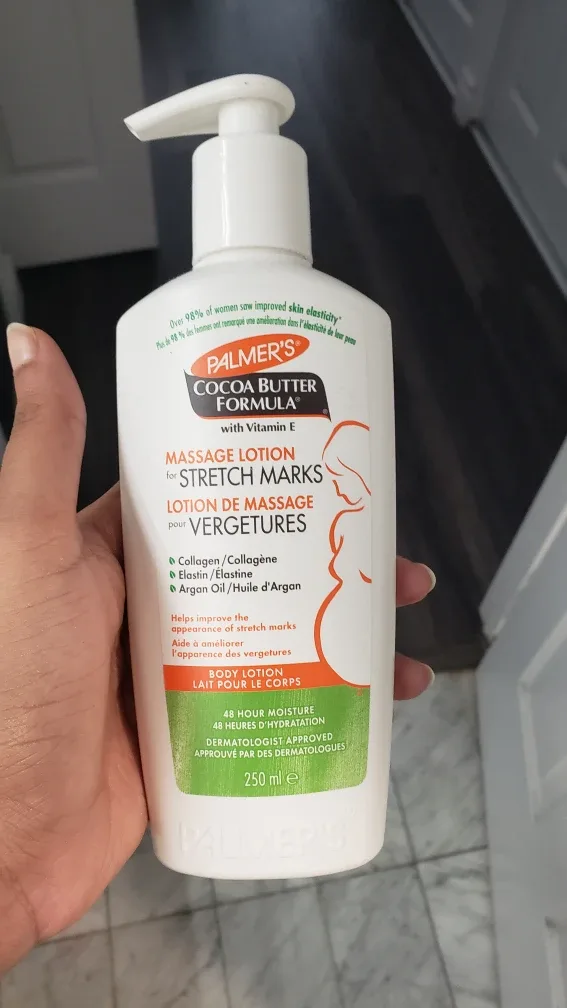 Over 98% of women saw improved skin elasticity*
Plus de 98 % des femmes ont remarqué une amélioration dans l'élasticité de leur peau
PALMER'S®
COCOA BUTTER
FORMULA®
with Vitamin E
MASSAGE LOTION
for STRETCH MARKS
LOTION DE MASSAGE
pour VERGETURES
Collagen/Collagène
Elastin/Élastine
Argan Oil/Huile d'Argan
Helps improve the
appearance of stretch marks
Aide à améliorer
l'apparence des vergetures
BODY LOTION
LAIT POUR LE CORPS
48 HOUR MOISTURE
48 HEURES D'HYDRATATION
DERMATOLOGIST APPROVED
APPROUVÉ PAR DES DERMATOLOGUES
250 ml ℮
PALMER'S